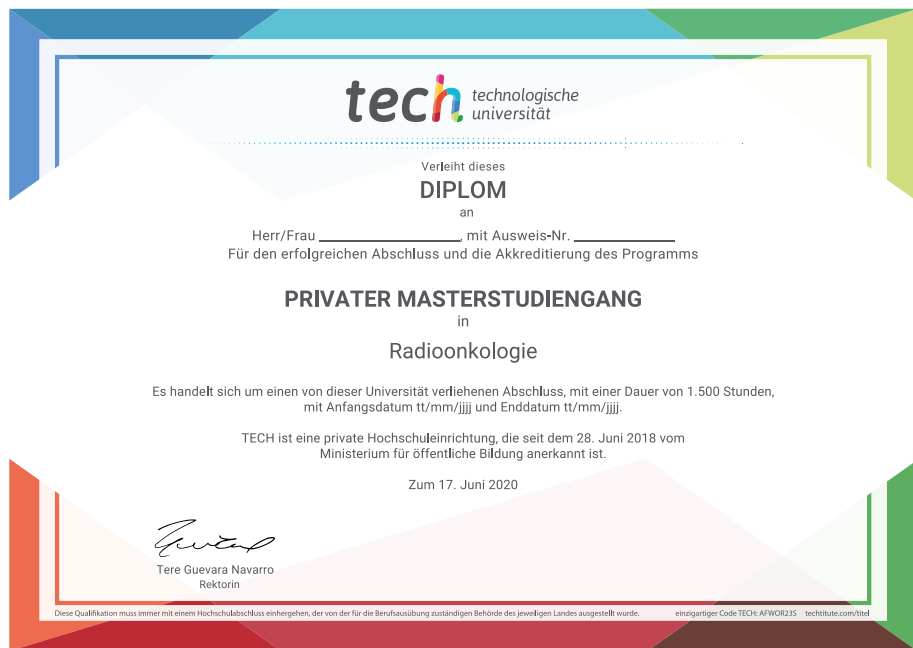 tech technologische
universität
Verleiht dieses
DIPLOM
an
Herr/Frau ____________________, mit Ausweis-Nr. ______________
Für den erfolgreichen Abschluss und die Akkreditierung des Programms
PRIVATER MASTERSTUDIENGANG
in
Radioonkologie
Es handelt sich um einen von dieser Universität verliehenen Abschluss, mit einer Dauer von 1.500 Stunden,
mit Anfangsdatum tt/mm/jjjj und Enddatum tt/mm/jjjj.
TECH ist eine private Hochschuleinrichtung, die seit dem 28. Juni 2018 vom
Ministerium für öffentliche Bildung anerkannt ist.
Zum 17. Juni 2020
Tere Guevara Navarro
Rektorin
Diese Qualifikation muss immer mit einem Hochschulabschluss einhergehen, der von der für die Berufsausübung zuständigen Behörde des jeweiligen Landes ausgestellt wurde. einzigartiger Code TECH: AFWOR23S techtitute.com/titel